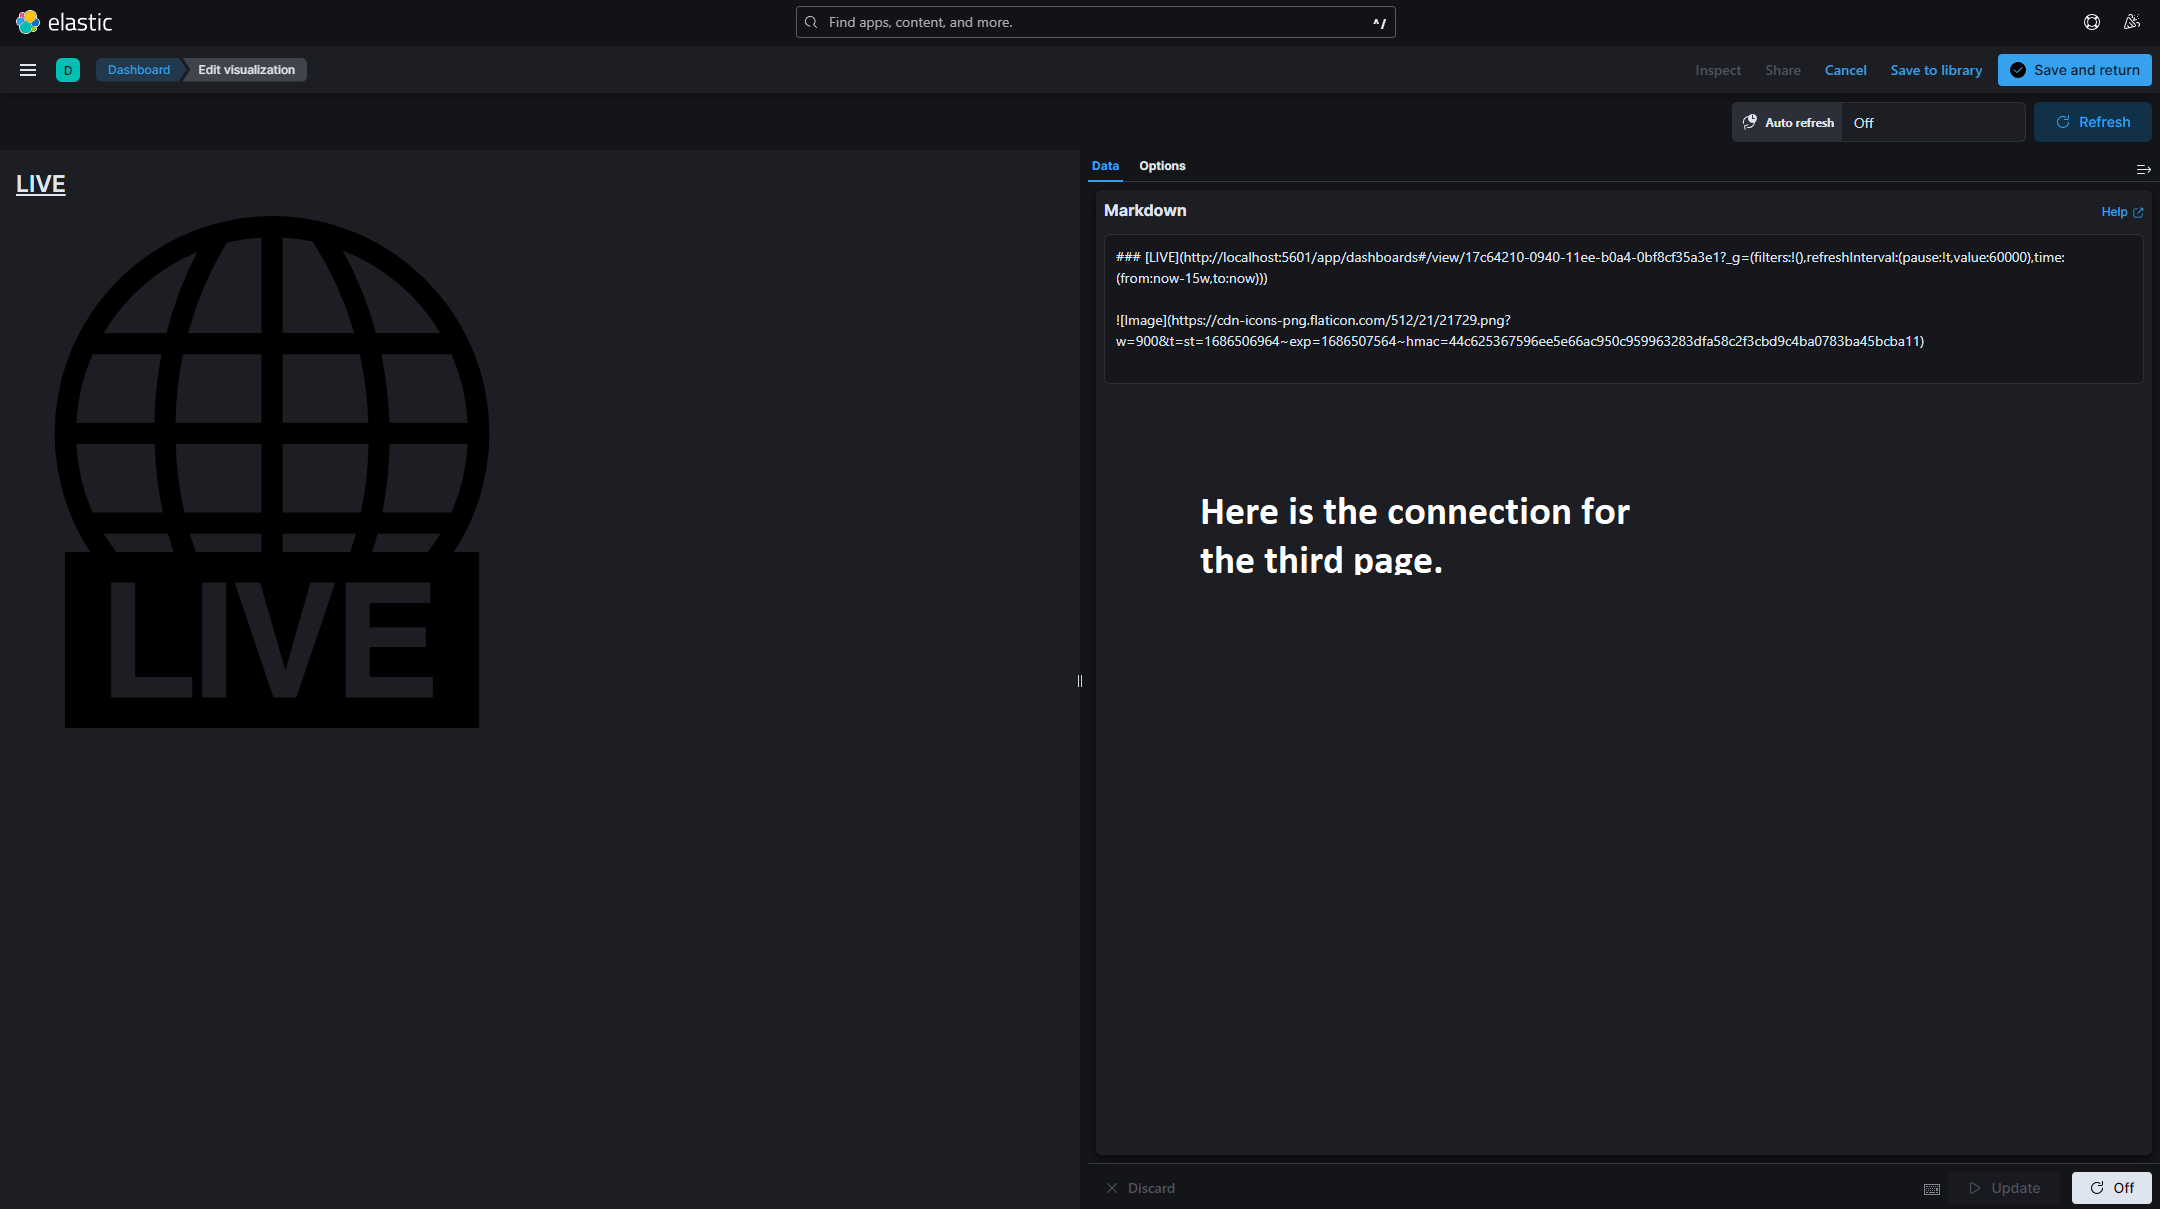 elastic
Find apps, content, and more.
^/
D
Dashboard
Edit visualization
Inspect
Share
Cancel
Save to library
Save and return
Auto refresh
Off
Refresh
LIVE
LIVE
Data
Options
Markdown
Help
### [LIVE](http://localhost:5601/app/dashboards#/view/17c64210-0940-11ee-b0a4-0bf8cf35a3e1?_g=(filters:!(),refreshInterval:(pause:!t,value:60000),time:
(from:now-15w,to:now)))
![Image](https://cdn-icons-png.flaticon.com/512/21/21729.png?
w=900&t=st=1686506964~exp=1686507564~hmac=44c625367596ee5e66ac950c959963283dfa58c2f3cbd9c4ba0783ba45bcba11)
Here is the connection for
the third page.
Discard
Update
Off